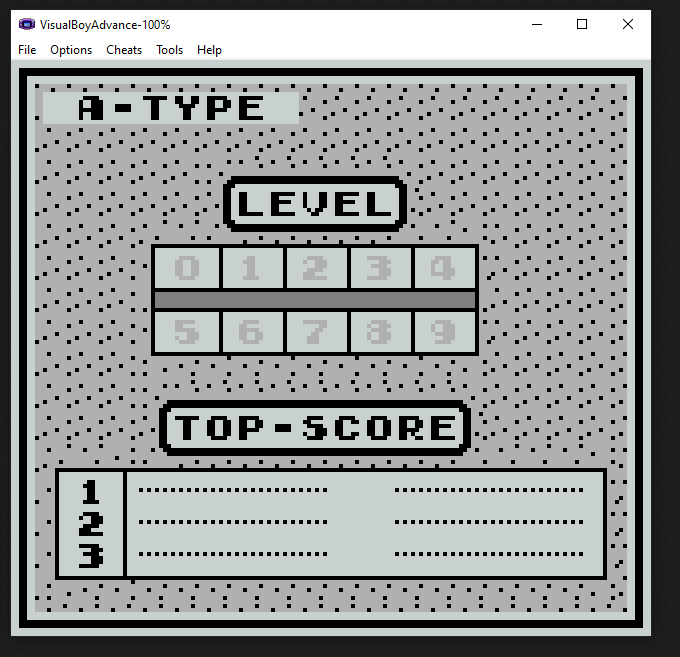 VisualBoyAdvance-100%
File Options Cheats Tools Help
A-TYPE
LEVEL
0 1 2 3 4
5 6 7 8 9
TOP-SCORE
1
2
3